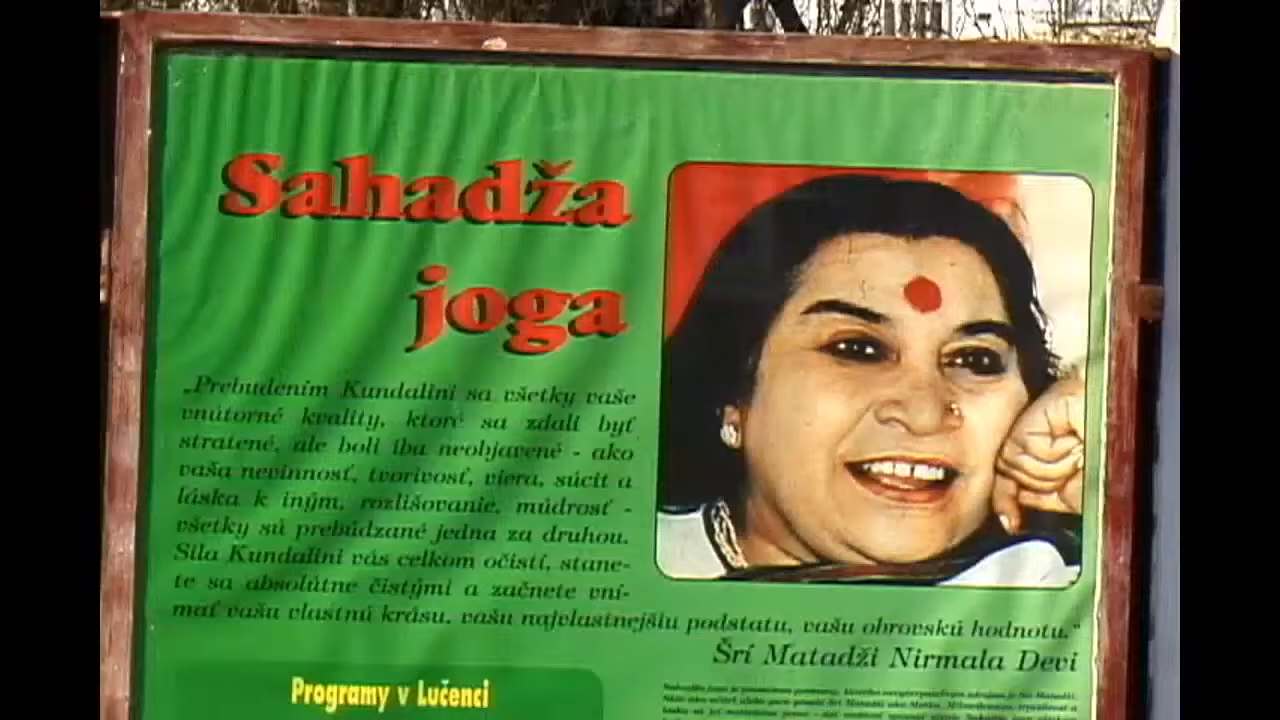 Sahadža
joga
„Prebudením Kundalini sa všetky vaše
vnútorné kvality, ktoré sa zdali byť
stratené, ale boli iba neobjavené - ako
vaša nevinnosť, tvorivosť, viera, súcit a
láska k iným, rozlišovanie, múdrosť -
všetky sú prebúdzané jedna za druhou.
Sila Kundalini vás celkom očistí, stane-
te sa absolútne čistými a začnete vní-
mať vašu vlastnú krásu, vašu najvlastnejšiu podstatu, vašu obrovskú hodnotu."
Šrí Matadži Nirmala Devi
Programy v Lučenci